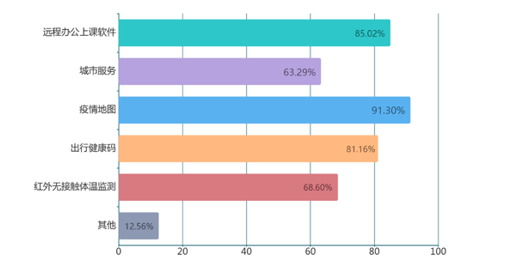 远程办公上课软件 85.02%
城市服务 63.29%
疫情地图 91.30%
出行健康码 81.16%
红外无接触体温监测 68.60%
其他 12.56%
0 20 40 60 80 100